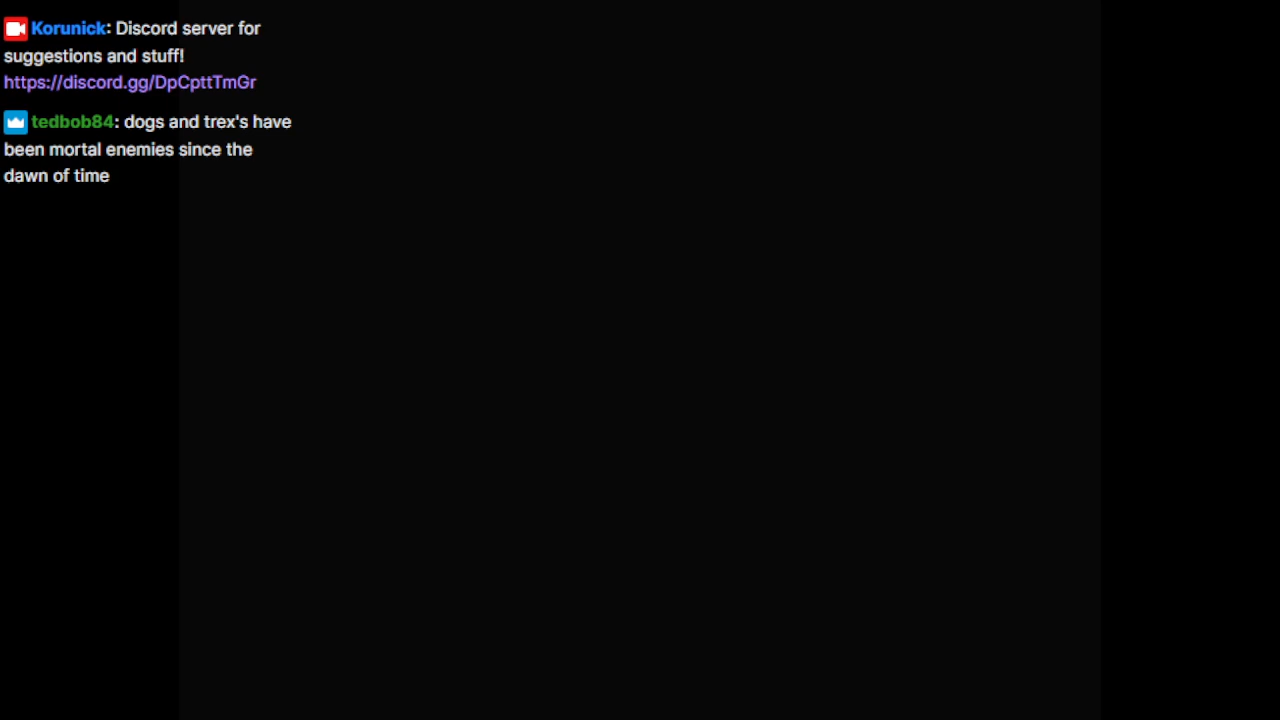 Korunick: Discord server for
suggestions and stuff!
https://discord.gg/DpCpttTmGr
tedbob84: dogs and trex's have
been mortal enemies since the
dawn of time